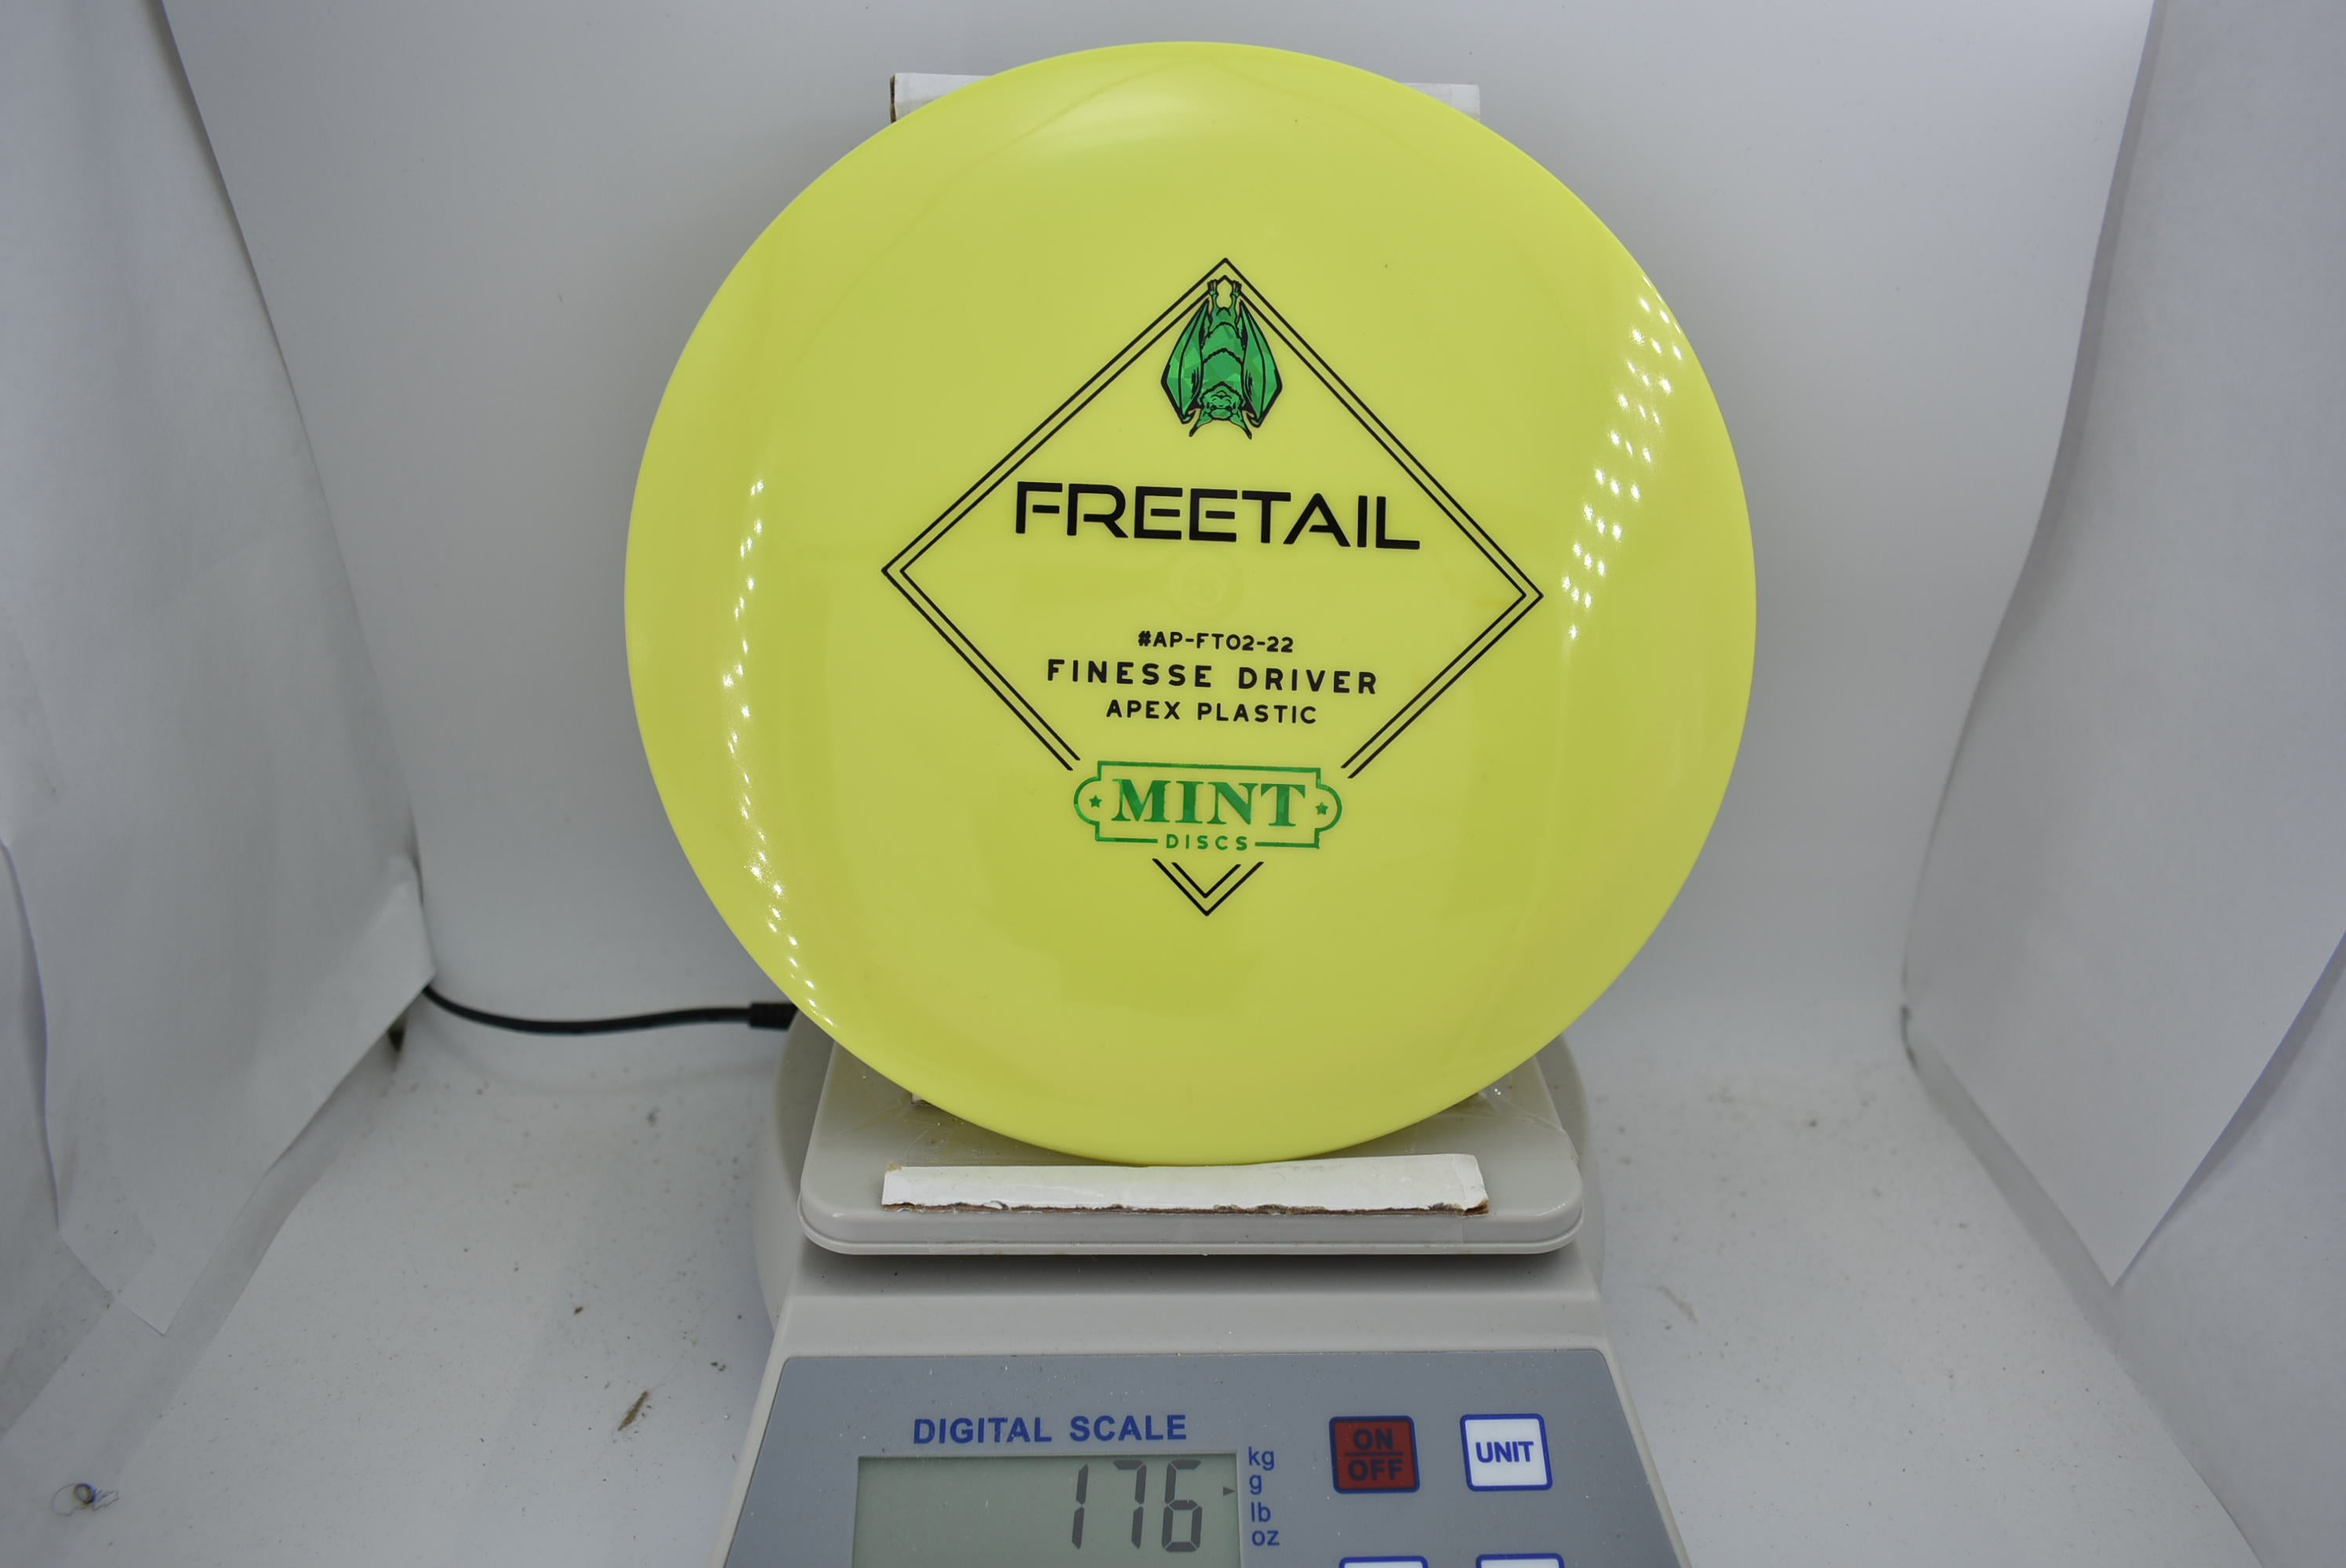 FREETAIL
#AP-FT02-22
FINESSE DRIVER
APEX PLASTIC
MINT
DISCS
DIGITAL SCALE
176
kg
g
lb
oz
ON
OFF
UNIT